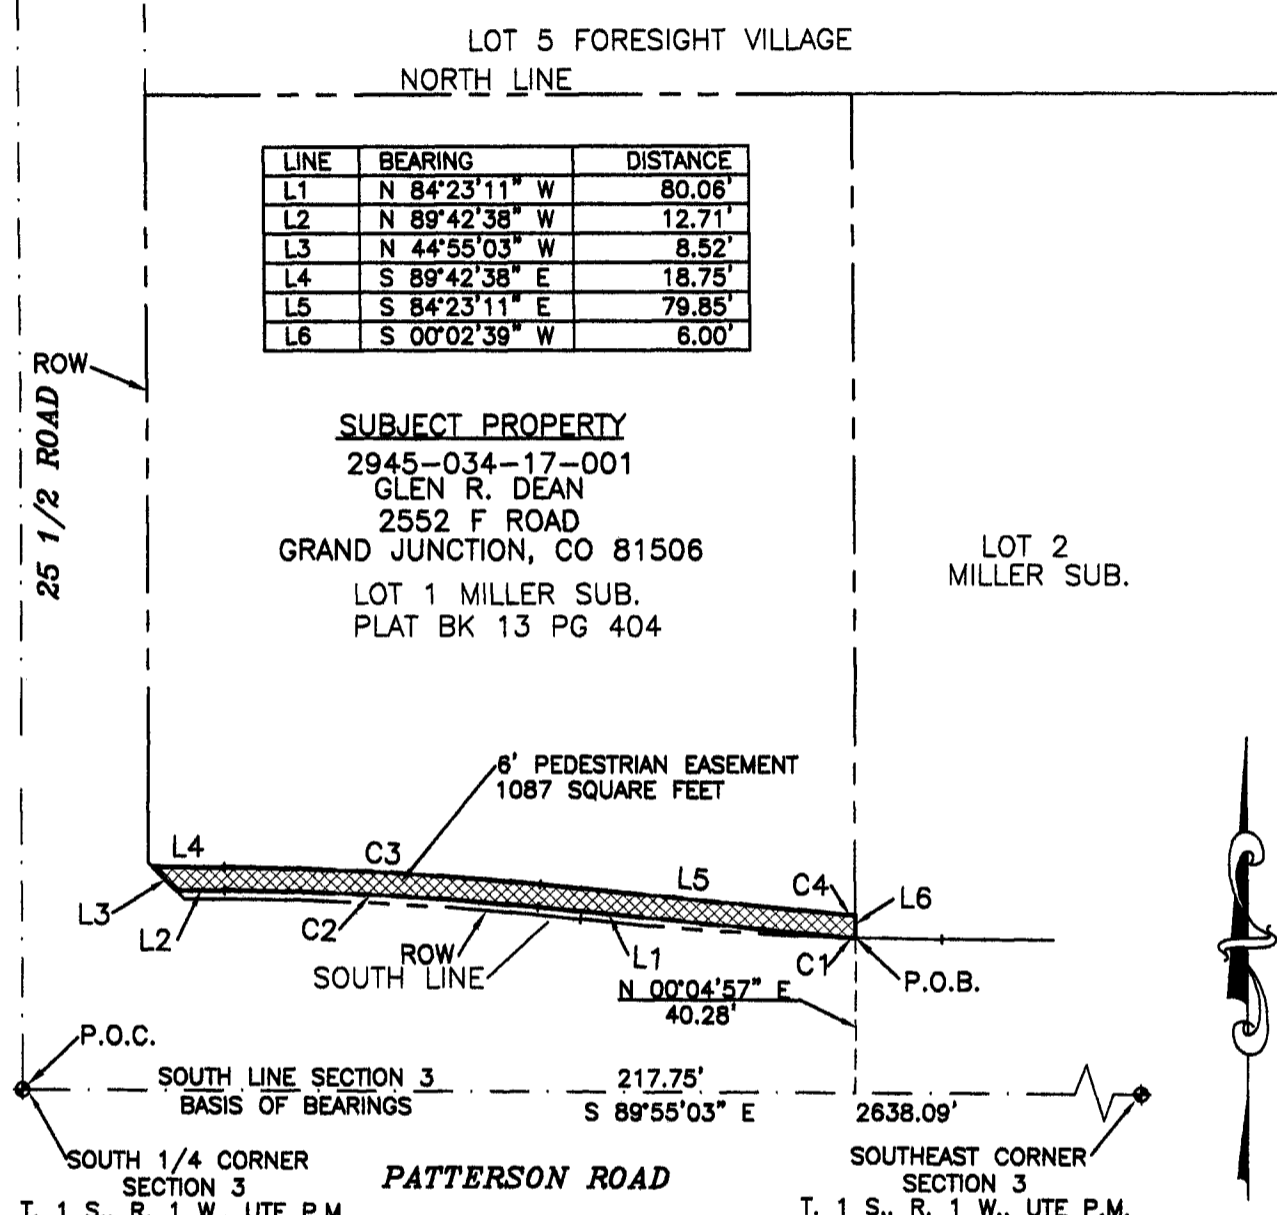 LOT 5 FORESIGHT VILLAGE
NORTH LINE
LINE BEARING DISTANCE
L1 N 84°23'11" W 80.06'
L2 N 89°42'38" W 12.71'
L3 N 44°55'03" W 8.52'
L4 S 89°42'38" E 18.75'
L5 S 84°23'11" E 79.85'
L6 S 00°02'39" W 6.00'
ROW
25 1/2 ROAD
SUBJECT PROPERTY
2945-034-17-001
GLEN R. DEAN
2552 F ROAD
GRAND JUNCTION, CO 81506
LOT 1 MILLER SUB.
PLAT BK 13 PG 404
LOT 2
MILLER SUB.
6' PEDESTRIAN EASEMENT
1087 SQUARE FEET
L4
C3
L5
C4
L6
L3
L2
C2
ROW
SOUTH LINE
L1
C1
P.O.B.
N 00°04'57" E
40.28'
P.O.C.
SOUTH LINE SECTION 3
BASIS OF BEARINGS
217.75'
S 89°55'03" E
2638.09'
SOUTH 1/4 CORNER
SECTION 3
T. 1 S., R. 1 W., UTE P.M.
PATTERSON ROAD
SOUTHEAST CORNER
SECTION 3
T. 1 S., R. 1 W., UTE P.M.